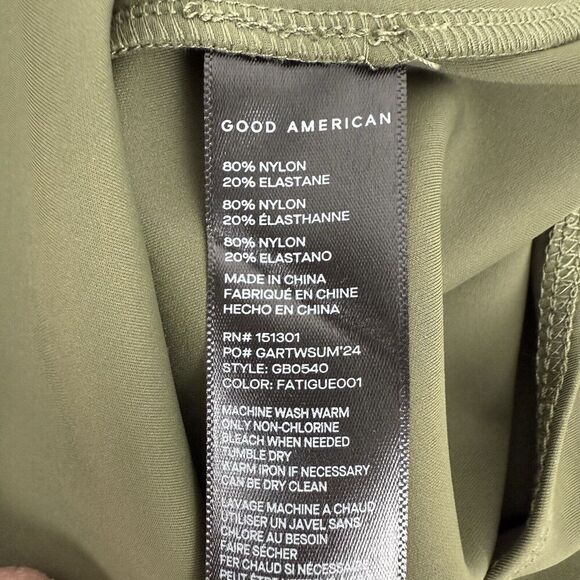 GOOD AMERICAN
80% NYLON
20% ELASTANE
80% NYLON
20% ÉLASTHANNE
80% NYLON
20% ELASTANO
MADE IN CHINA
FABRIQUÉ EN CHINE
HECHO EN CHINA
RN# 151301
PO# GARTWSUM'24
STYLE: GB0540
COLOR: FATIGUE001
MACHINE WASH WARM
ONLY NON-CHLORINE
BLEACH WHEN NEEDED
TUMBLE DRY
WARM IRON IF NECESSARY
CAN BE DRY CLEAN
LAVAGE MACHINE A CHAUD
UTILISER UN JAVEL SANS
CHLORE AU BESOIN
FAIRE SÉCHER
FER CHAUD SI NÉCESSAIRE
PEUT ÊTRE